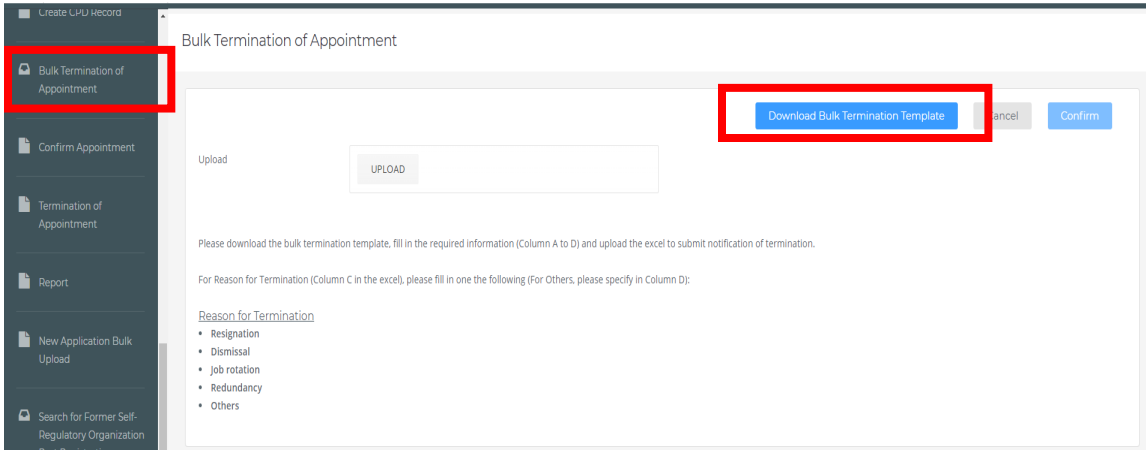 Create CPD Record
Bulk Termination of
Appointment
Confirm Appointment
Termination of
Appointment
Report
New Application Bulk
Upload
Search for Former Self-
Regulatory Organization
Bulk Termination of Appointment
Download Bulk Termination Template
Cancel
Confirm
Upload
UPLOAD
Please download the bulk termination template, fill in the required information (Column A to D) and upload the excel to submit notification of termination.
For Reason for Termination (Column C in the excel), please fill in one the following (For Others, please specify in Column D):
Reason for Termination
• Resignation
• Dismissal
• Job rotation
• Redundancy
• Others